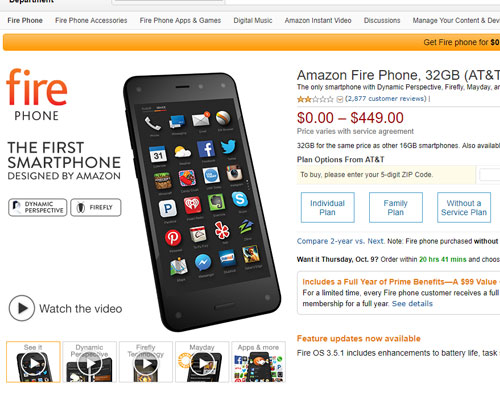 Department
Fire Phone Fire Phone Accessories Fire Phone Apps & Games Digital Music Amazon Instant Video Discussions Manage Your Content & Dev
Get Fire phone for $0
fire
PHONE
THE FIRST
SMARTPHONE
DESIGNED BY AMAZON
DYNAMIC
PERSPECTIVE
FIREFLY
Watch the video
See it
Dynamic
Perspective
Firefly
Technology
Mayday
Apps & more
Amazon Fire Phone, 32GB (AT&T
The only smartphone with Dynamic Perspective, Firefly, Mayday, an
(2,877 customer reviews) |
$0.00 – $449.00
Price varies with service agreement
32GB for the same price as other 16GB smartphones. Also availab
Plan Options From AT&T
To buy, please enter your 5-digit ZIP Code.
Individual
Plan
Family
Plan
Without a
Service Plan
Compare 2-year vs. Next. Note: Fire phone purchased without
Want it Thursday, Oct. 9? Order within 20 hrs 41 mins and choos
Includes a Full Year of Prime Benefits—A $99 Value -
For a limited time, every Fire phone customer receives a full
membership for a full year. See details
Feature updates now available
Fire OS 3.5.1 includes enhancements to battery life, task